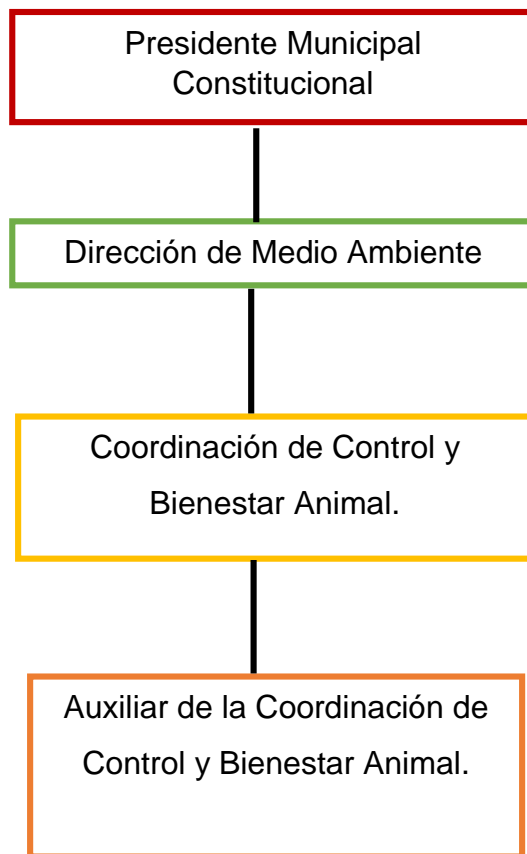 Presidente Municipal
Constitucional
Dirección de Medio Ambiente
Coordinación de Control y
Bienestar Animal.
Auxiliar de la Coordinación de
Control y Bienestar Animal.